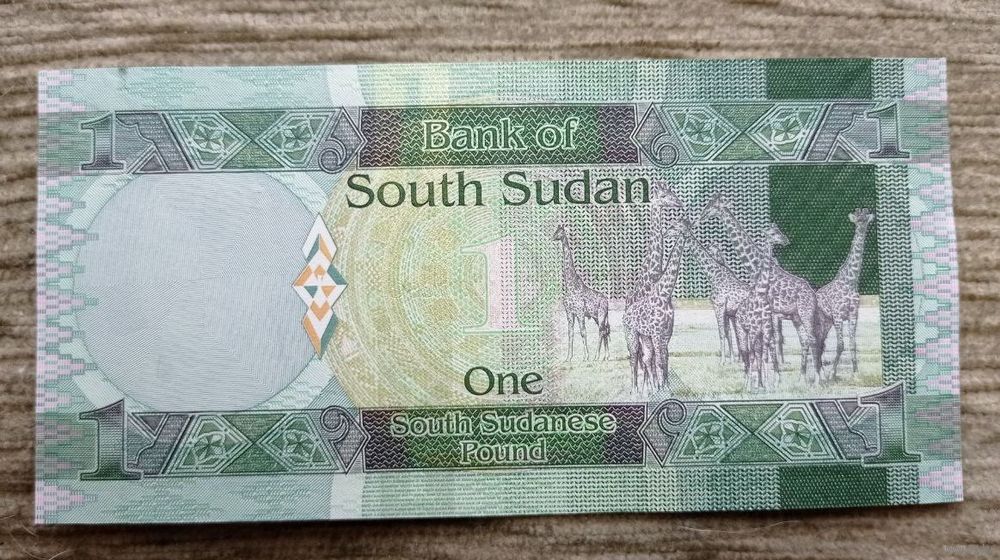 1 Bank of 1
South Sudan
1
One
1 South Sudanese 1
Pound